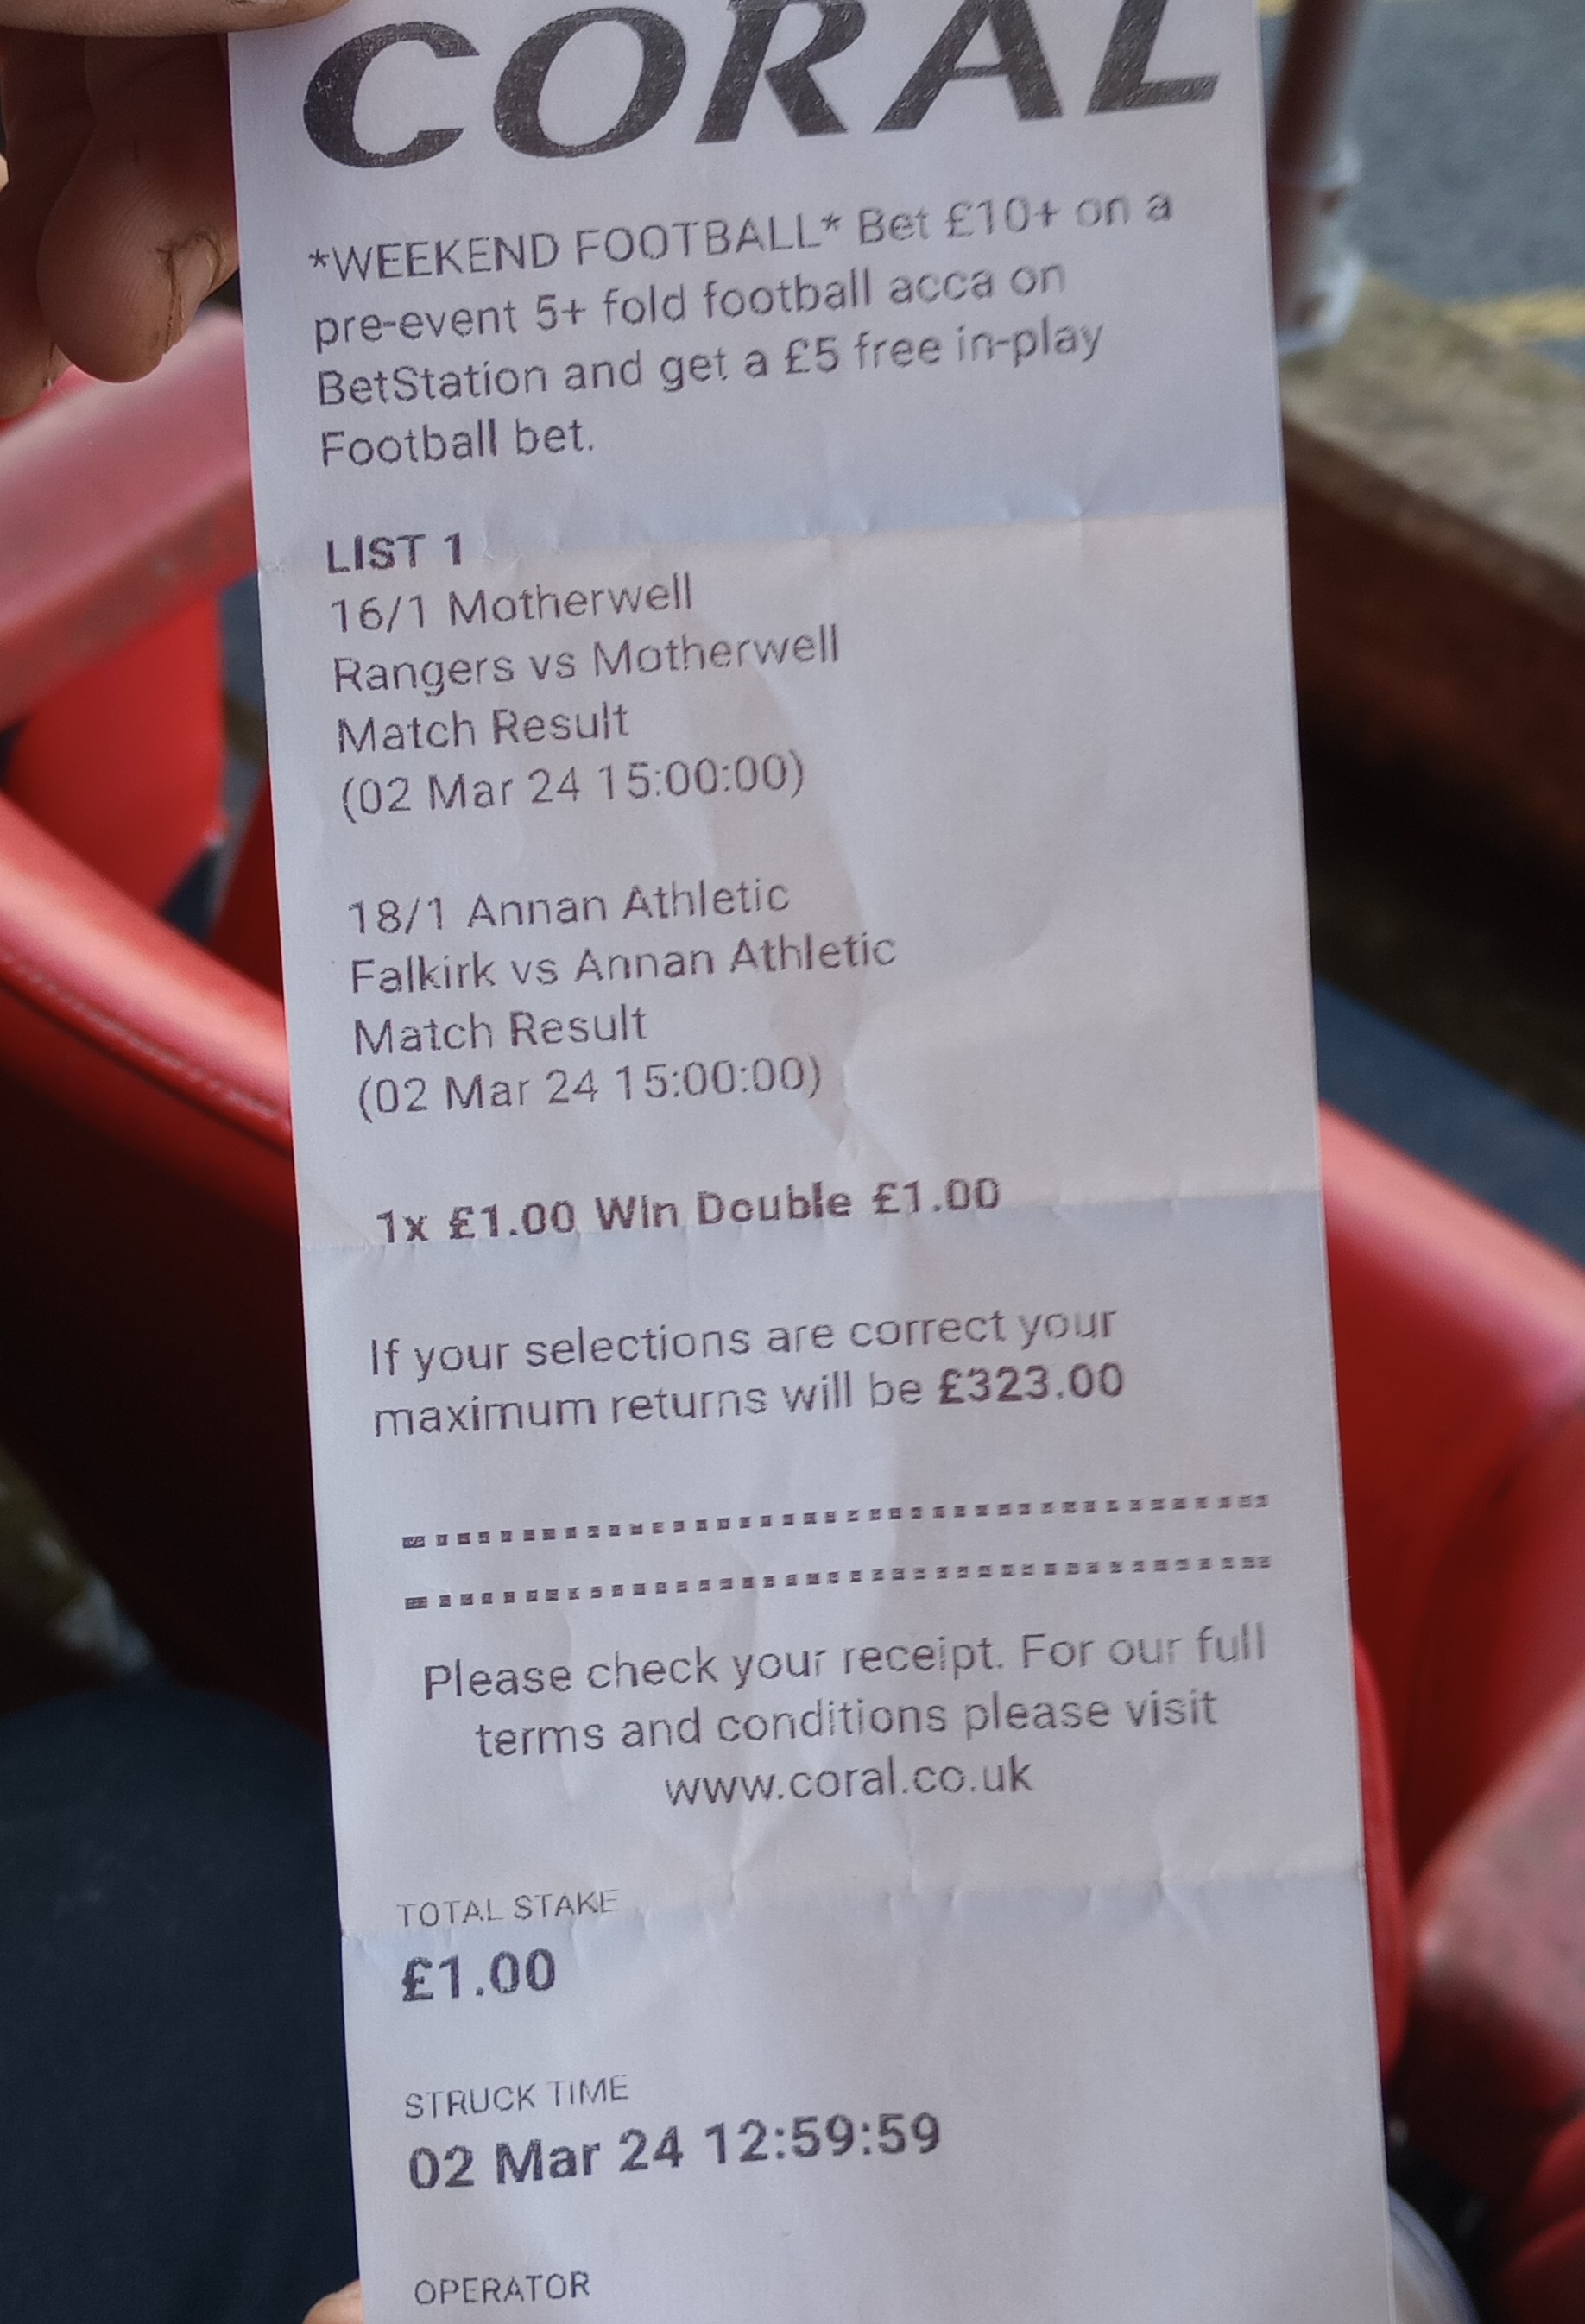 CORAL
*WEEKEND FOOTBALL* Bet £10+ on a
pre-event 5+ fold football acca on
BetStation and get a £5 free in-play
Football bet.
LIST 1
16/1 Motherwell
Rangers vs Motherwell
Match Result
(02 Mar 24 15:00:00)
18/1 Annan Athletic
Falkirk vs Annan Athletic
Match Result
(02 Mar 24 15:00:00)
1x £1.00 Win Double £1.00
If your selections are correct your
maximum returns will be £323.00
Please check your receipt. For our full
terms and conditions please visit
www.coral.co.uk
TOTAL STAKE
£1.00
STRUCK TIME
02 Mar 24 12:59:59
OPERATOR